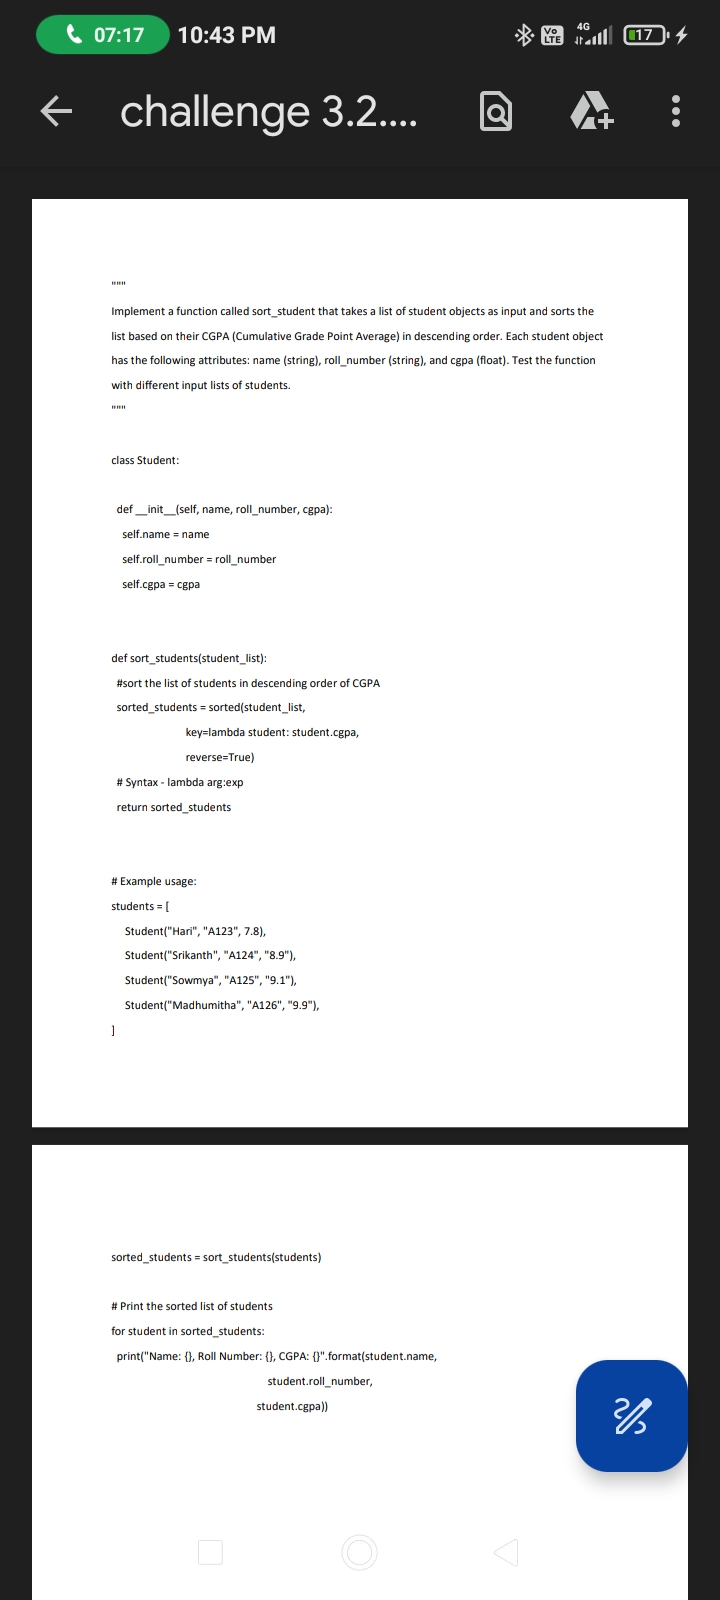 07:17 10:43 PM Vo LTE 4G 17
challenge 3.2....
"""
Implement a function called sort_student that takes a list of student objects as input and sorts the
list based on their CGPA (Cumulative Grade Point Average) in descending order. Each student object
has the following attributes: name (string), roll_number (string), and cgpa (float). Test the function
with different input lists of students.
"""
class Student:
def __init__(self, name, roll_number, cgpa):
self.name = name
self.roll_number = roll_number
self.cgpa = cgpa
def sort_students(student_list):
#sort the list of students in descending order of CGPA
sorted_students = sorted(student_list,
key=lambda student: student.cgpa,
reverse=True)
# Syntax - lambda arg:exp
return sorted_students
# Example usage:
students = [
Student("Hari", "A123", 7.8),
Student("Srikanth", "A124", "8.9"),
Student("Sowmya", "A125", "9.1"),
Student("Madhumitha", "A126", "9.9"),
]
sorted_students = sort_students(students)
# Print the sorted list of students
for student in sorted_students:
print("Name: {}, Roll Number: {}, CGPA: {}".format(student.name,
student.roll_number,
student.cgpa))